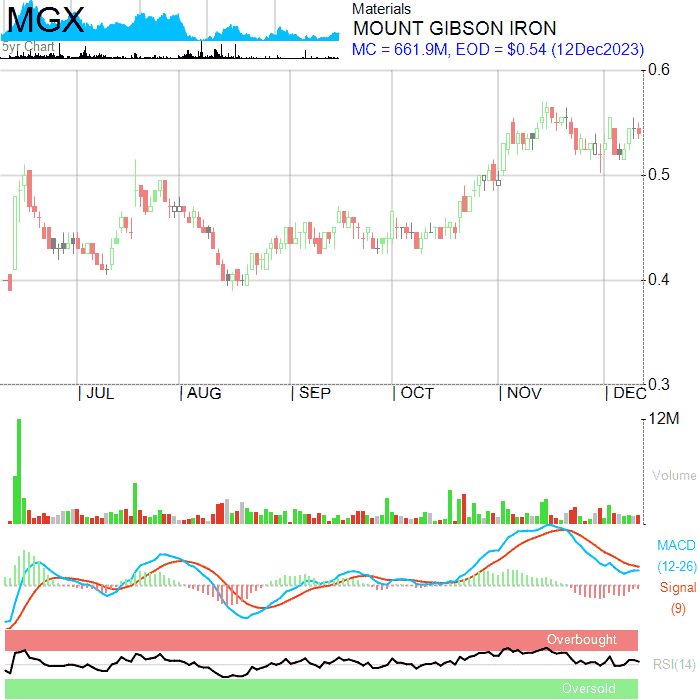 MGX
5yr Chart
Materials
MOUNT GIBSON IRON
MC = 661.9M, EOD = $0.54 (12Dec2023)
0.6
0.5
0.4
0.3
JUL
AUG
SEP
OCT
NOV
DEC
12M
Volume
MACD
(12-26)
Signal
(9)
Overbought
RSI(14)
Oversold